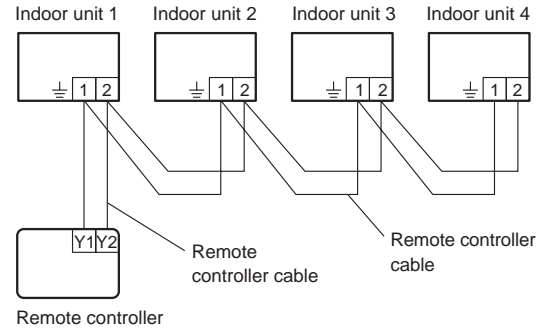 Indoor unit 1
Indoor unit 2
Indoor unit 3
Indoor unit 4
1 2
1 2
1 2
1 2
Y1 Y2
Remote
controller cable
Remote controller
cable
Remote controller